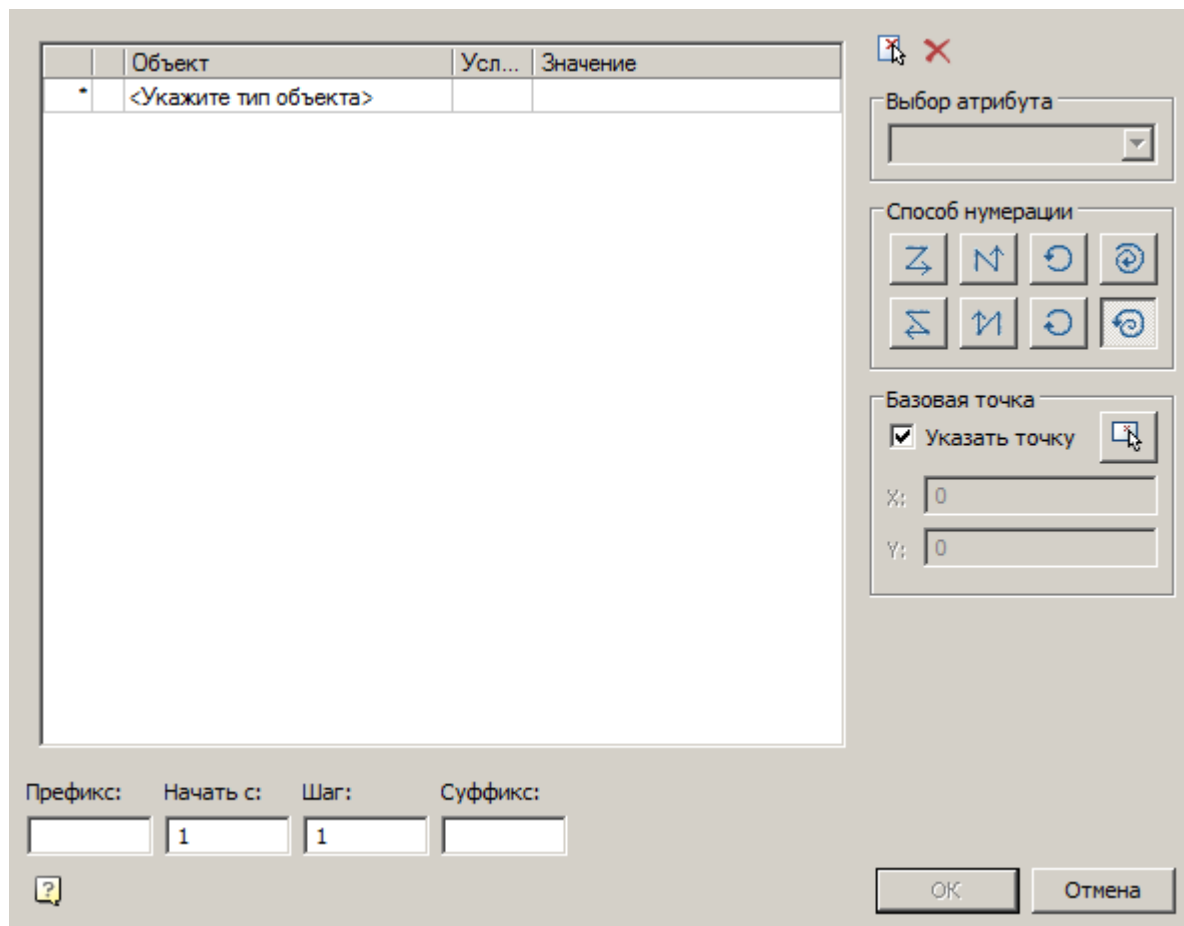 Объект Усл... Значение
* <Укажите тип объекта>
Выбор атрибута
Способ нумерации
Базовая точка
Указать точку
X: 0
Y: 0
Префикс: Начать с: Шаг: Суффикс:
1 1
?
ОК Отмена